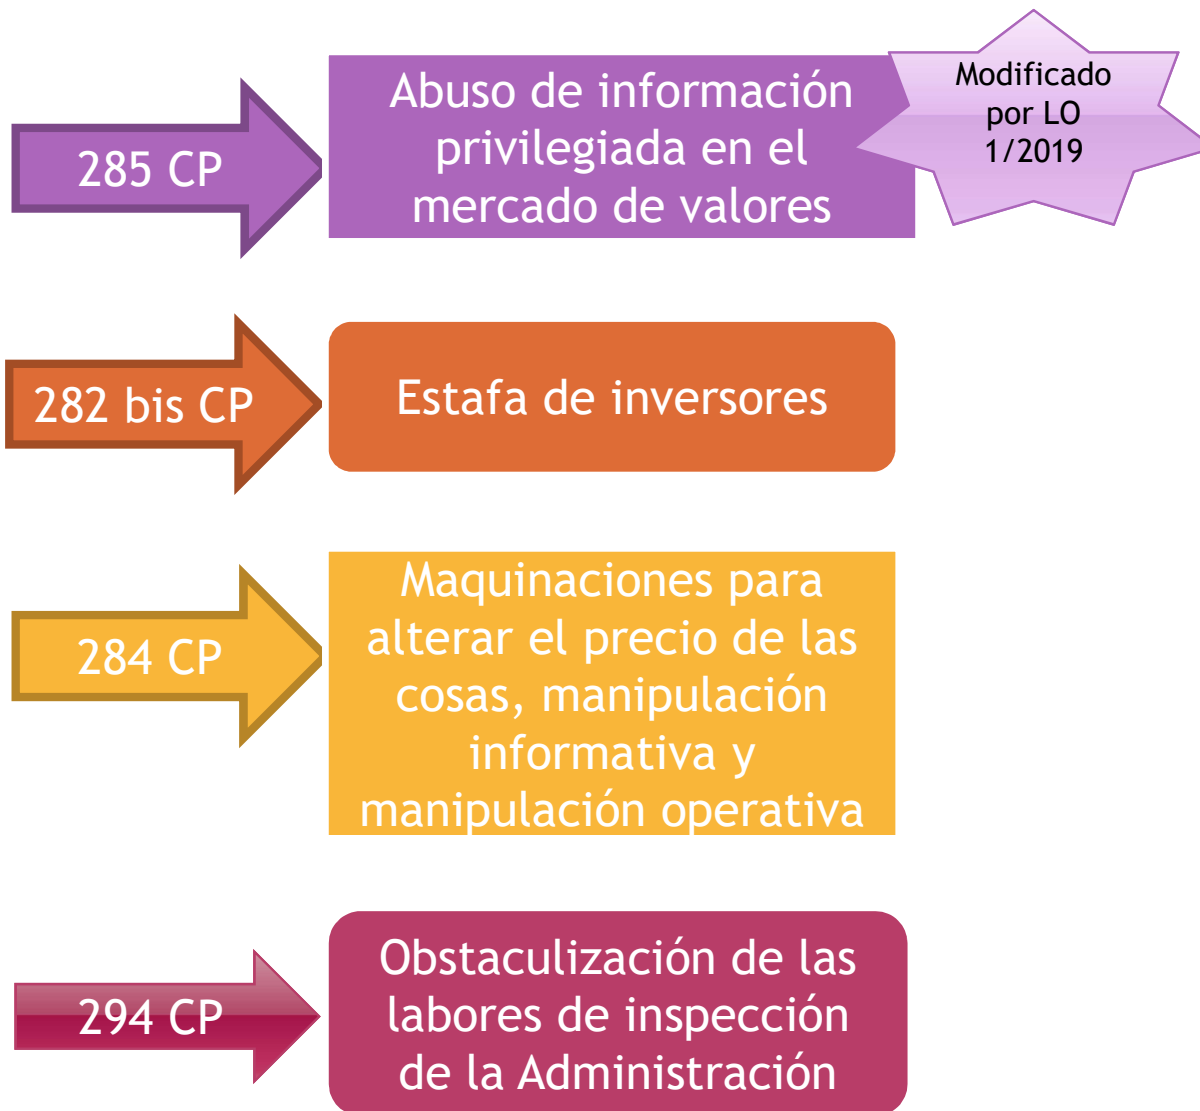 285 CP
Abuso de información
privilegiada en el
mercado de valores
Modificado
por LO
1/2019
282 bis CP
Estafa de inversores
284 CP
Maquinaciones para
alterar el precio de las
cosas, manipulación
informativa y
manipulación operativa
294 CP
Obstaculización de las
labores de inspección
de la Administración